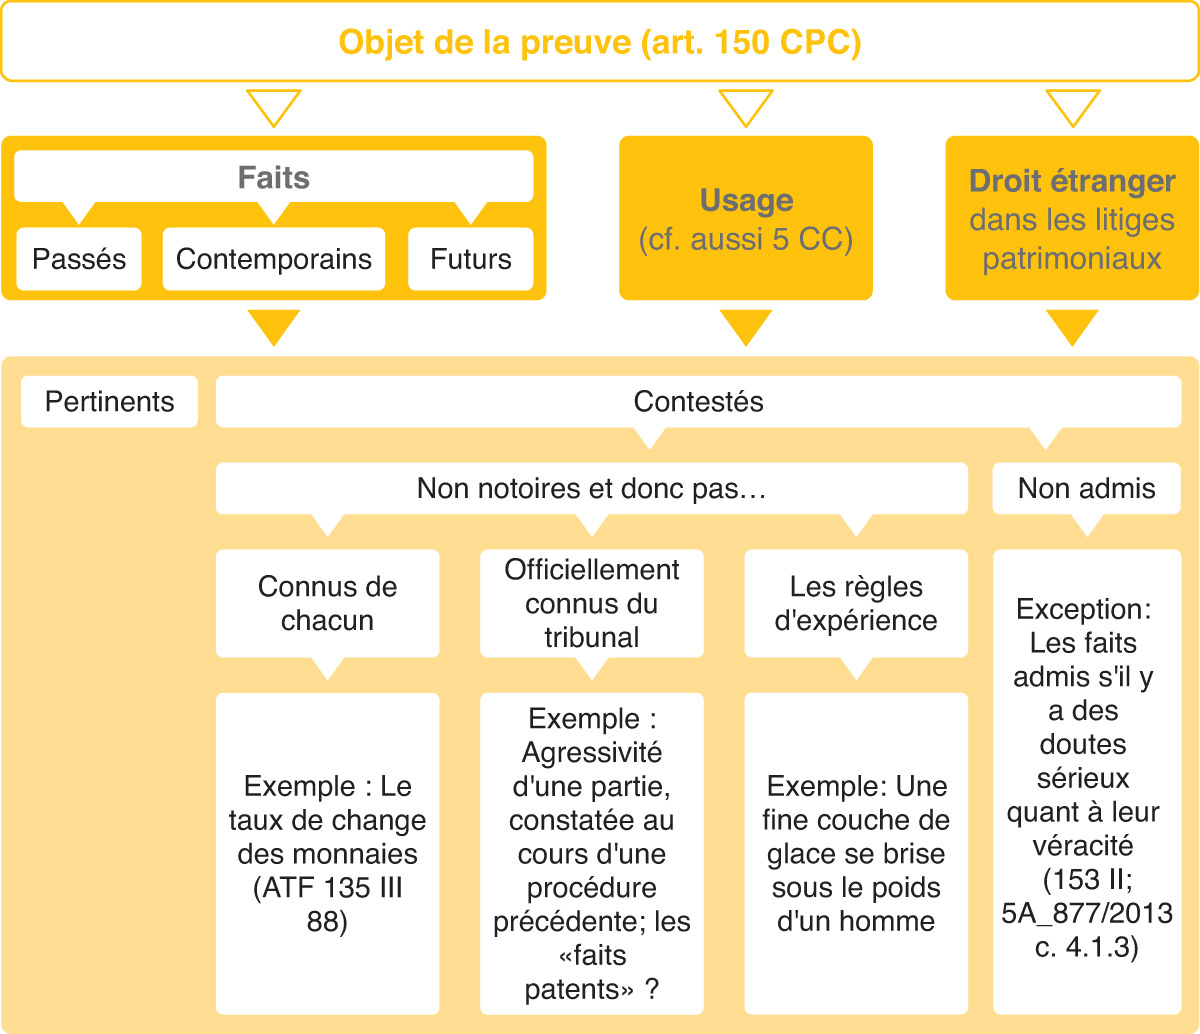 Objet de la preuve (art. 150 CPC)
Faits
Passés
Contemporains
Futurs
Usage
(cf. aussi 5 CC)
Droit étranger
dans les litiges
patrimoniaux
Pertinents
Contestés
Non notoires et donc pas...
Non admis
Connus de
chacun
Officiellement
connus du
tribunal
Les règles
d'expérience
Exemple : Le
taux de change
des monnaies
(ATF 135 III
88)
Exemple :
Agressivité
d'une partie,
constatée au
cours d'une
procédure
précédente; les
«faits
patents» ?
Exemple: Une
fine couche de
glace se brise
sous le poids
d'un homme
Exception:
Les faits
admis s'il y
a des
doutes
sérieux
quant à leur
véracité
(153 II;
5A_877/2013
c. 4.1.3)